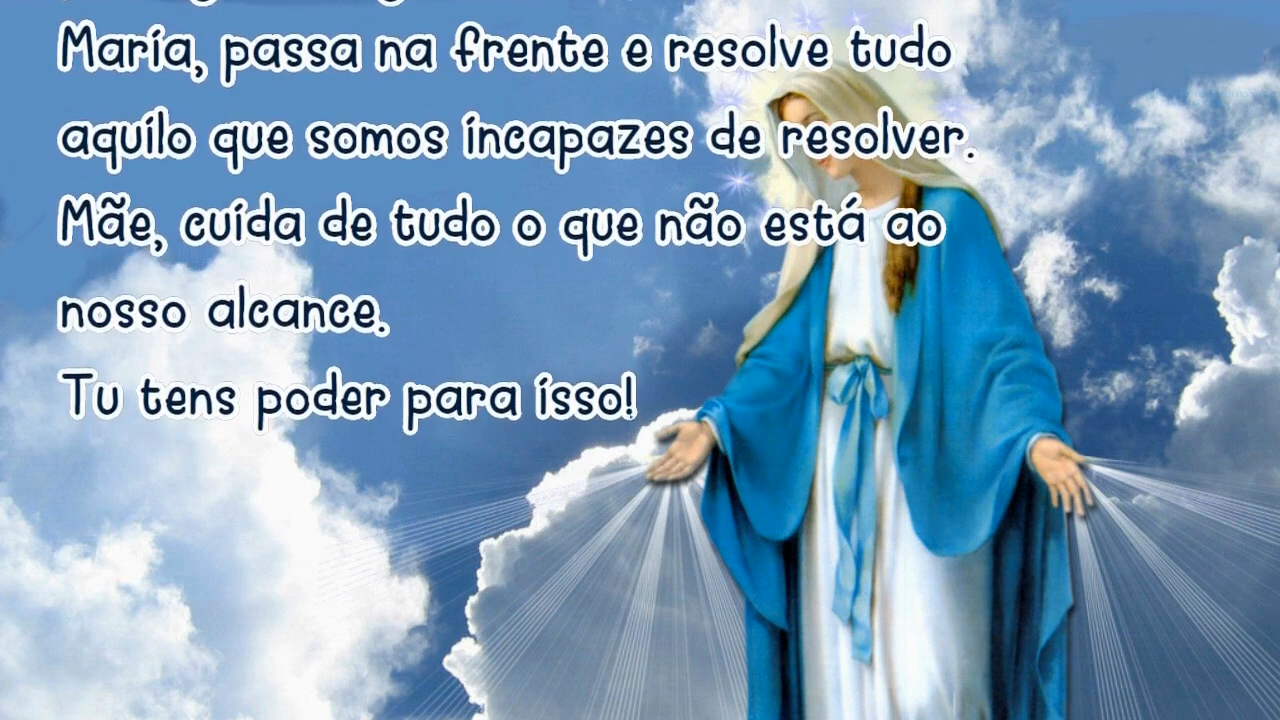 Maria, passa na frente e resolve tudo
aquilo que somos incapazes de resolver.
Mãe, cuida de tudo o que não está ao
nosso alcance.
Tu tens poder para isso!